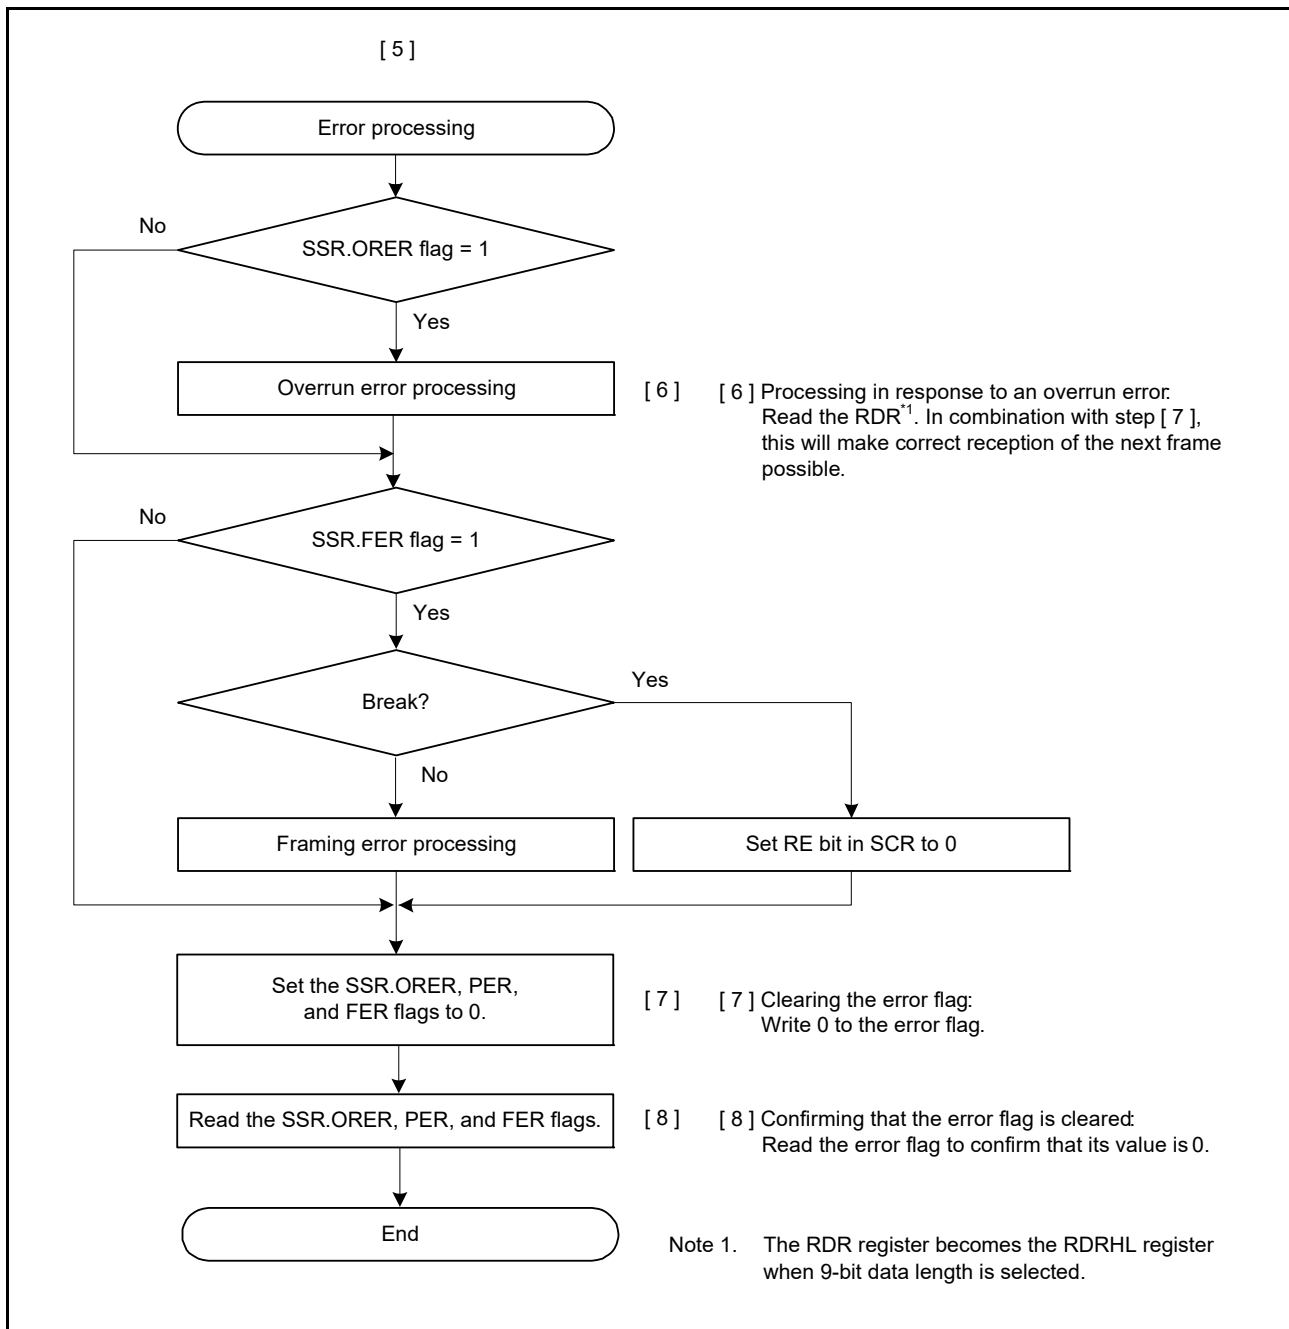 [ 5 ]
Error processing
No
SSR.ORER flag = 1
Yes
Overrun error processing
[ 6 ]
[ 6 ] Processing in response to an overrun error:
Read the RDR*1. In combination with step [ 7 ],
this will make correct reception of the next frame
possible.
No
SSR.FER flag = 1
Yes
Break?
Yes
No
Framing error processing
Set RE bit in SCR to 0
Set the SSR.ORER, PER,
and FER flags to 0.
[ 7 ]
[ 7 ] Clearing the error flag:
Write 0 to the error flag.
Read the SSR.ORER, PER, and FER flags.
[ 8 ]
[ 8 ] Confirming that the error flag is cleared:
Read the error flag to confirm that its value is 0.
End
Note 1. The RDR register becomes the RDRHL register
when 9-bit data length is selected.